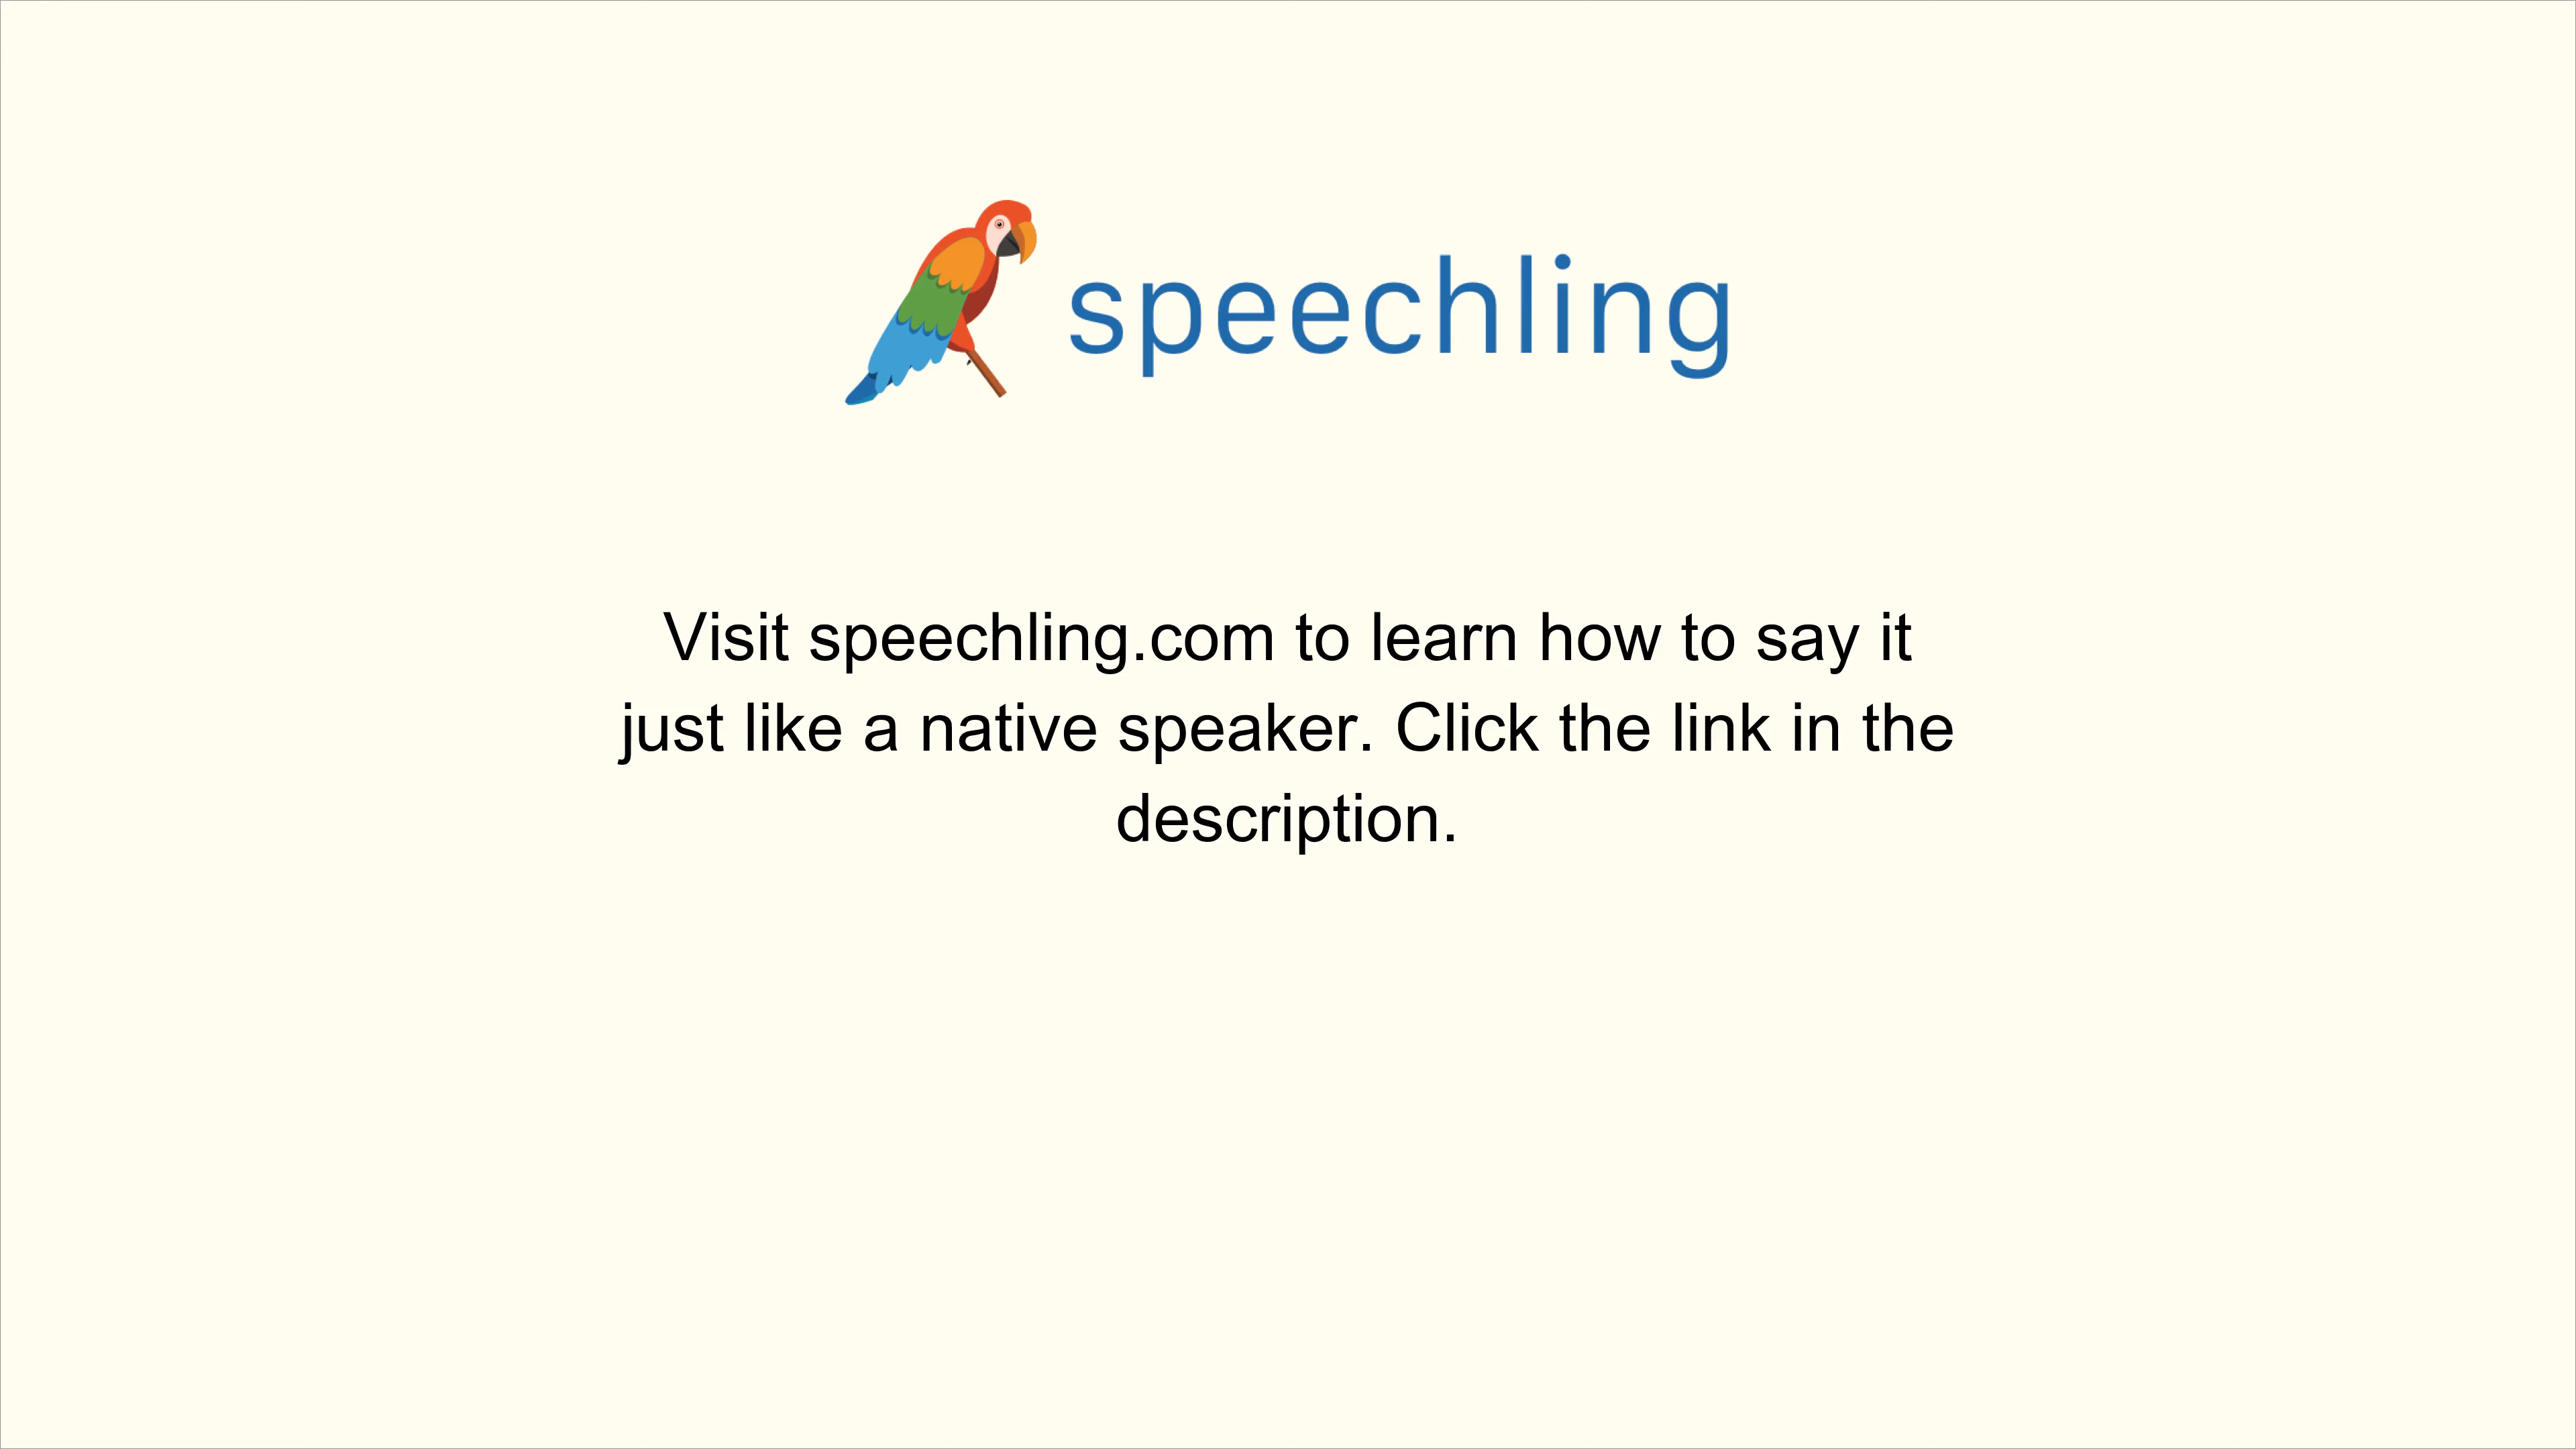 speechling
Visit speechling.com to learn how to say it
just like a native speaker. Click the link in the
description.